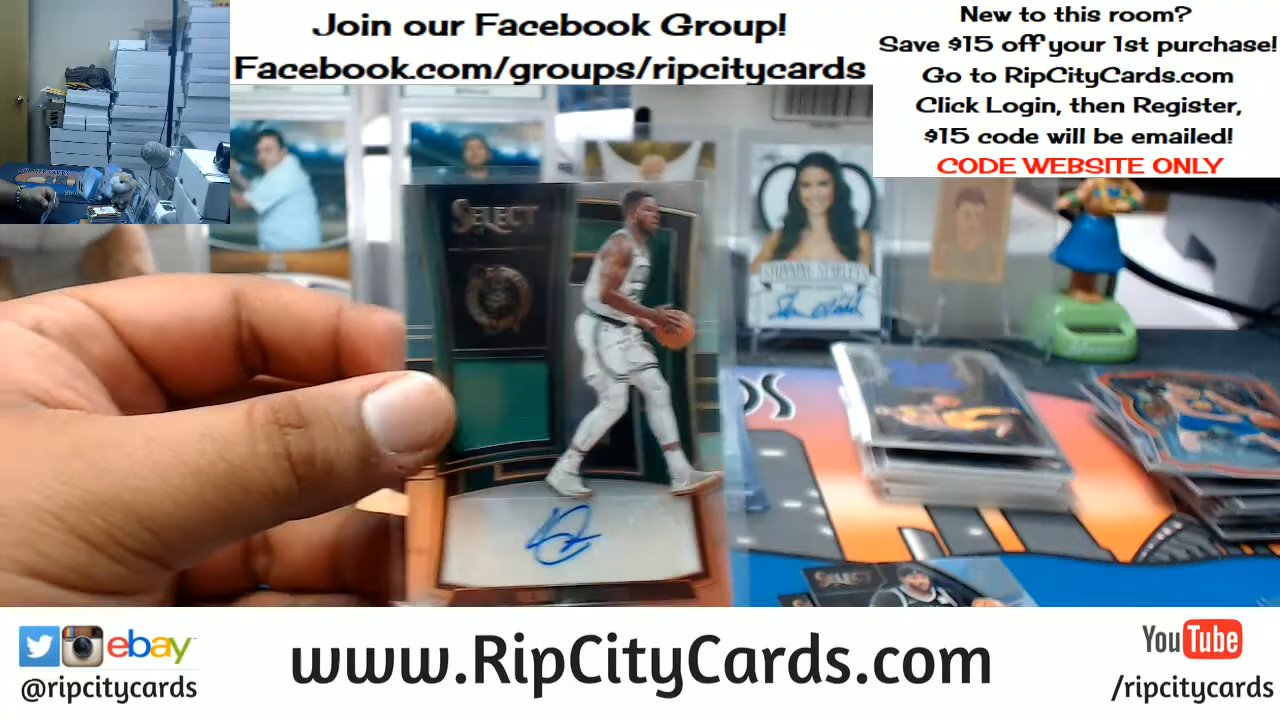 Join our Facebook Group!
Facebook.com/groups/ripcitycards
New to this room?
Save $15 off your 1st purchase!
Go to RipCityCards.com
Click Login, then Register,
$15 code will be emailed!
CODE WEBSITE ONLY
SELECT
STUNNING STARLETS
SELECT
ebay
@ripcitycards
www.RipCityCards.com
YouTube
/ripcitycards